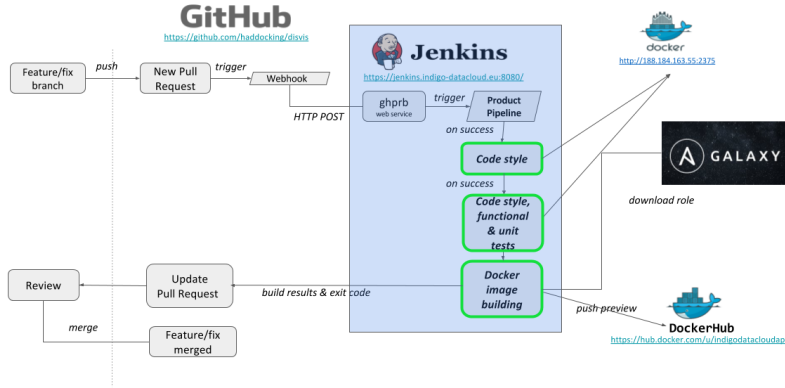 GitHub
https://github.com/haddocking/disvis
Feature/fix
branch
push
New Pull
Request
trigger
Webhook
HTTP POST
Jenkins
https://jenkins.indigo-datacloud.eu:8080/
ghprb
web service
trigger
Product
Pipeline
on success
Code style
on success
Code style,
functional
& unit
tests
Docker
image
building
docker
http://188.184.163.55:2375
A GALAXY
download role
push preview
DockerHub
https://hub.docker.com/u/indigodatacloudap
build results & exit code
Update
Pull Request
Review
merge
Feature/fix
merged